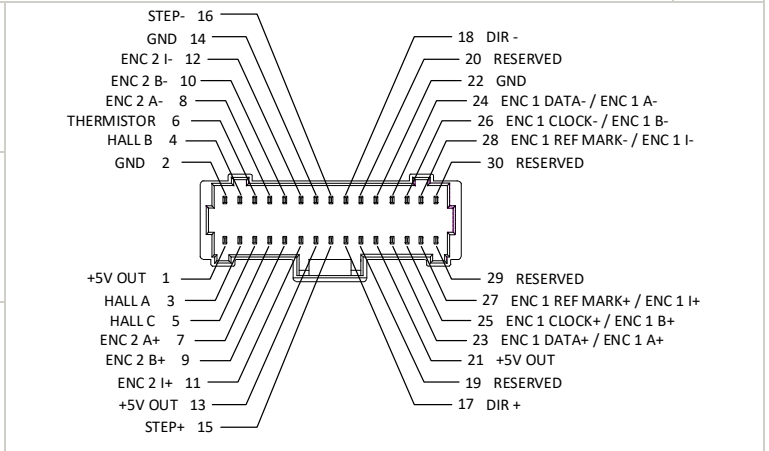 STEP- 16
GND 14
ENC 2 I- 12
ENC 2 B- 10
ENC 2 A- 8
THERMISTOR 6
HALL B 4
GND 2
18 DIR -
20 RESERVED
22 GND
24 ENC 1 DATA- / ENC 1 A-
26 ENC 1 CLOCK- / ENC 1 B-
28 ENC 1 REF MARK- / ENC 1 I-
30 RESERVED
+5V OUT 1
HALL A 3
HALL C 5
ENC 2 A+ 7
ENC 2 B+ 9
ENC 2 I+ 11
+5V OUT 13
STEP+ 15
29 RESERVED
27 ENC 1 REF MARK+ / ENC 1 I+
25 ENC 1 CLOCK+ / ENC 1 B+
23 ENC 1 DATA+ / ENC 1 A+
21 +5V OUT
19 RESERVED
17 DIR +